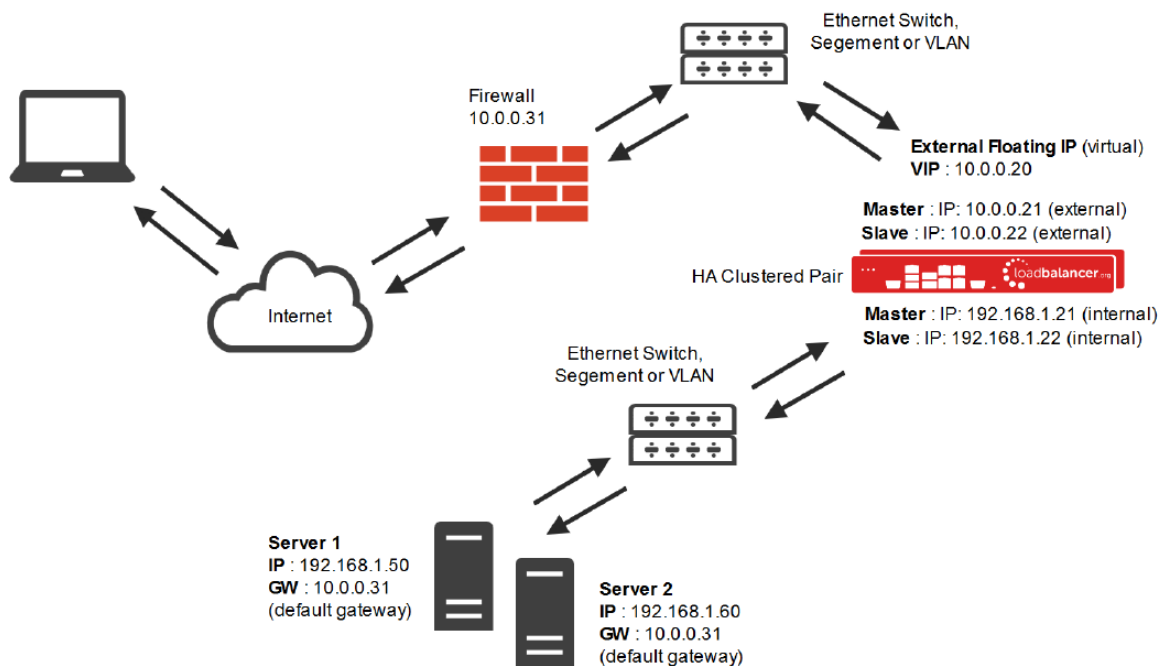 Ethernet Switch,
Segement or VLAN
Firewall
10.0.0.31
External Floating IP (virtual)
VIP : 10.0.0.20
Master : IP: 10.0.0.21 (external)
Slave : IP: 10.0.0.22 (external)
HA Clustered Pair
loadbalancer.org
Internet
Master : IP: 192.168.1.21 (internal)
Slave : IP: 192.168.1.22 (internal)
Ethernet Switch,
Segement or VLAN
Server 1
IP : 192.168.1.50
GW : 10.0.0.31
(default gateway)
Server 2
IP : 192.168.1.60
GW : 10.0.0.31
(default gateway)